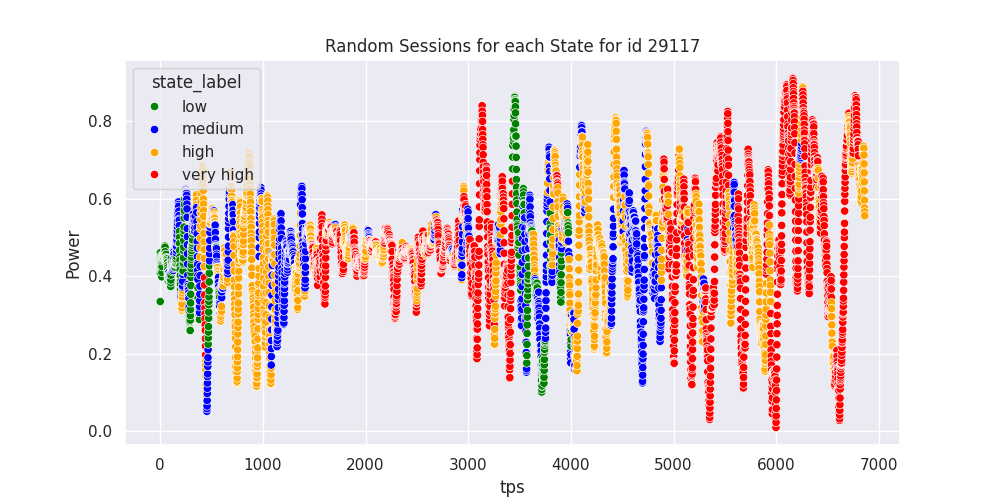 Random Sessions for each State for id 29117
state_label
low
medium
high
very high
Power
0.8
0.6
0.4
0.2
0.0
0 1000 2000 3000 4000 5000 6000 7000
tps